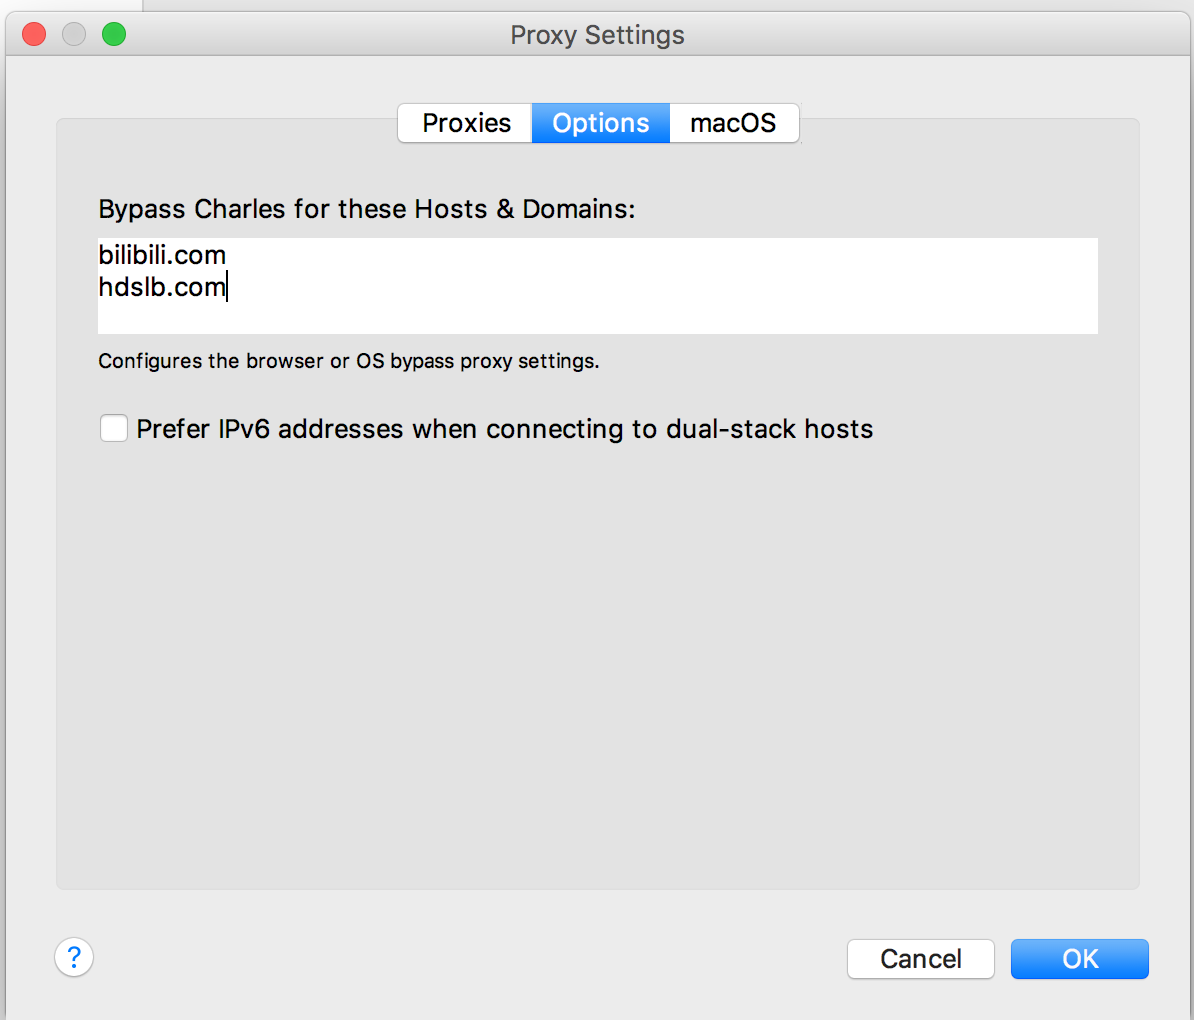 Proxy Settings
Proxies Options macOS
Bypass Charles for these Hosts & Domains:
bilibili.com
hdslb.com
Configures the browser or OS bypass proxy settings.
Prefer IPv6 addresses when connecting to dual-stack hosts
? Cancel OK